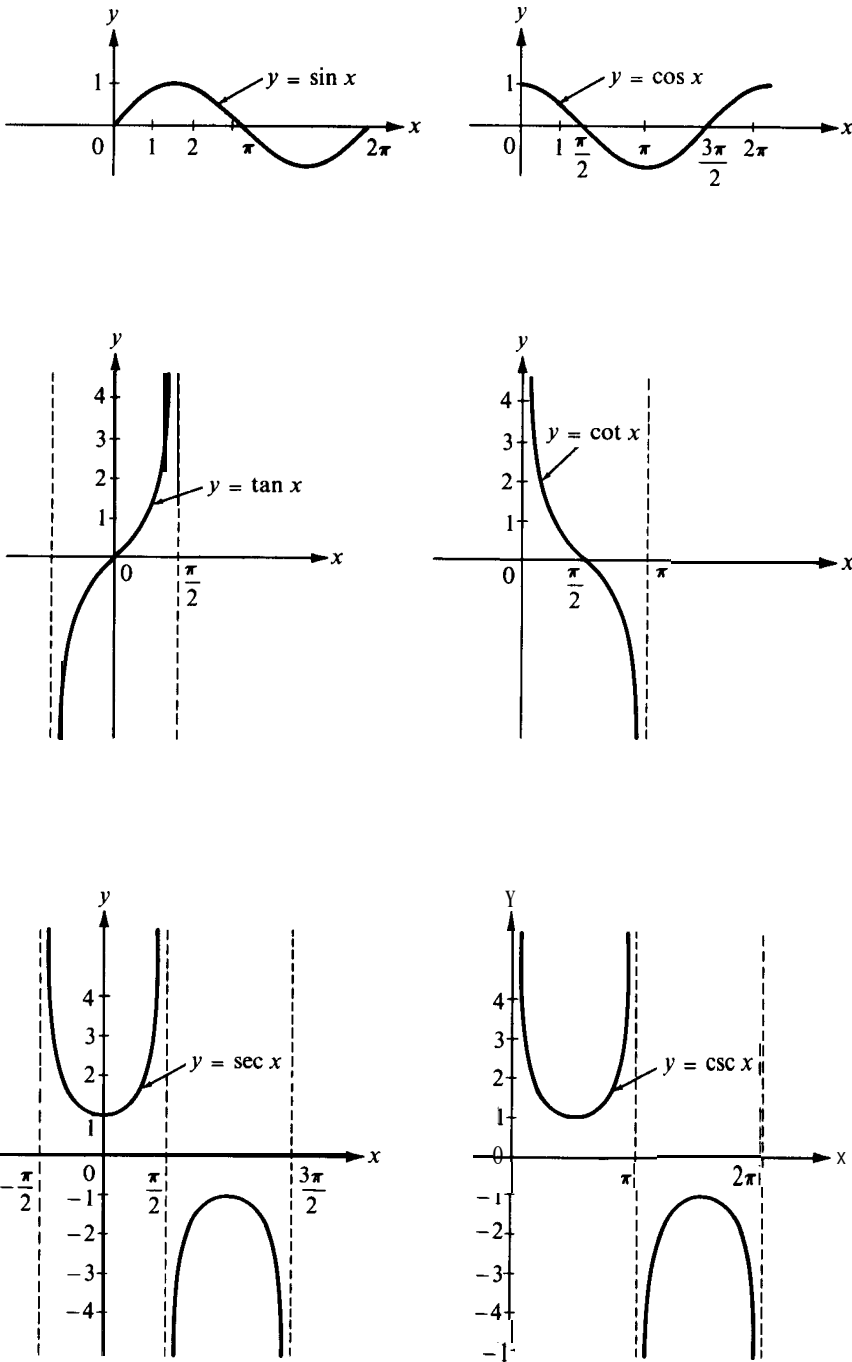 y
1
y = sin x
x
0
1
2
π
2π
y
1
y = cos x
x
0
1
π/2
π
3π/2
2π
y
4
3
2
1
y = tan x
x
0
π/2
y
4
3
2
1
y = cot x
x
0
π/2
π
y
4
3
2
1
y = sec x
x
-π/2
0
π/2
3π/2
-1
-2
-3
-4
Y
4
3
2
1
y = csc x
X
0
π
2π
-1
-2
-3
-4
-1